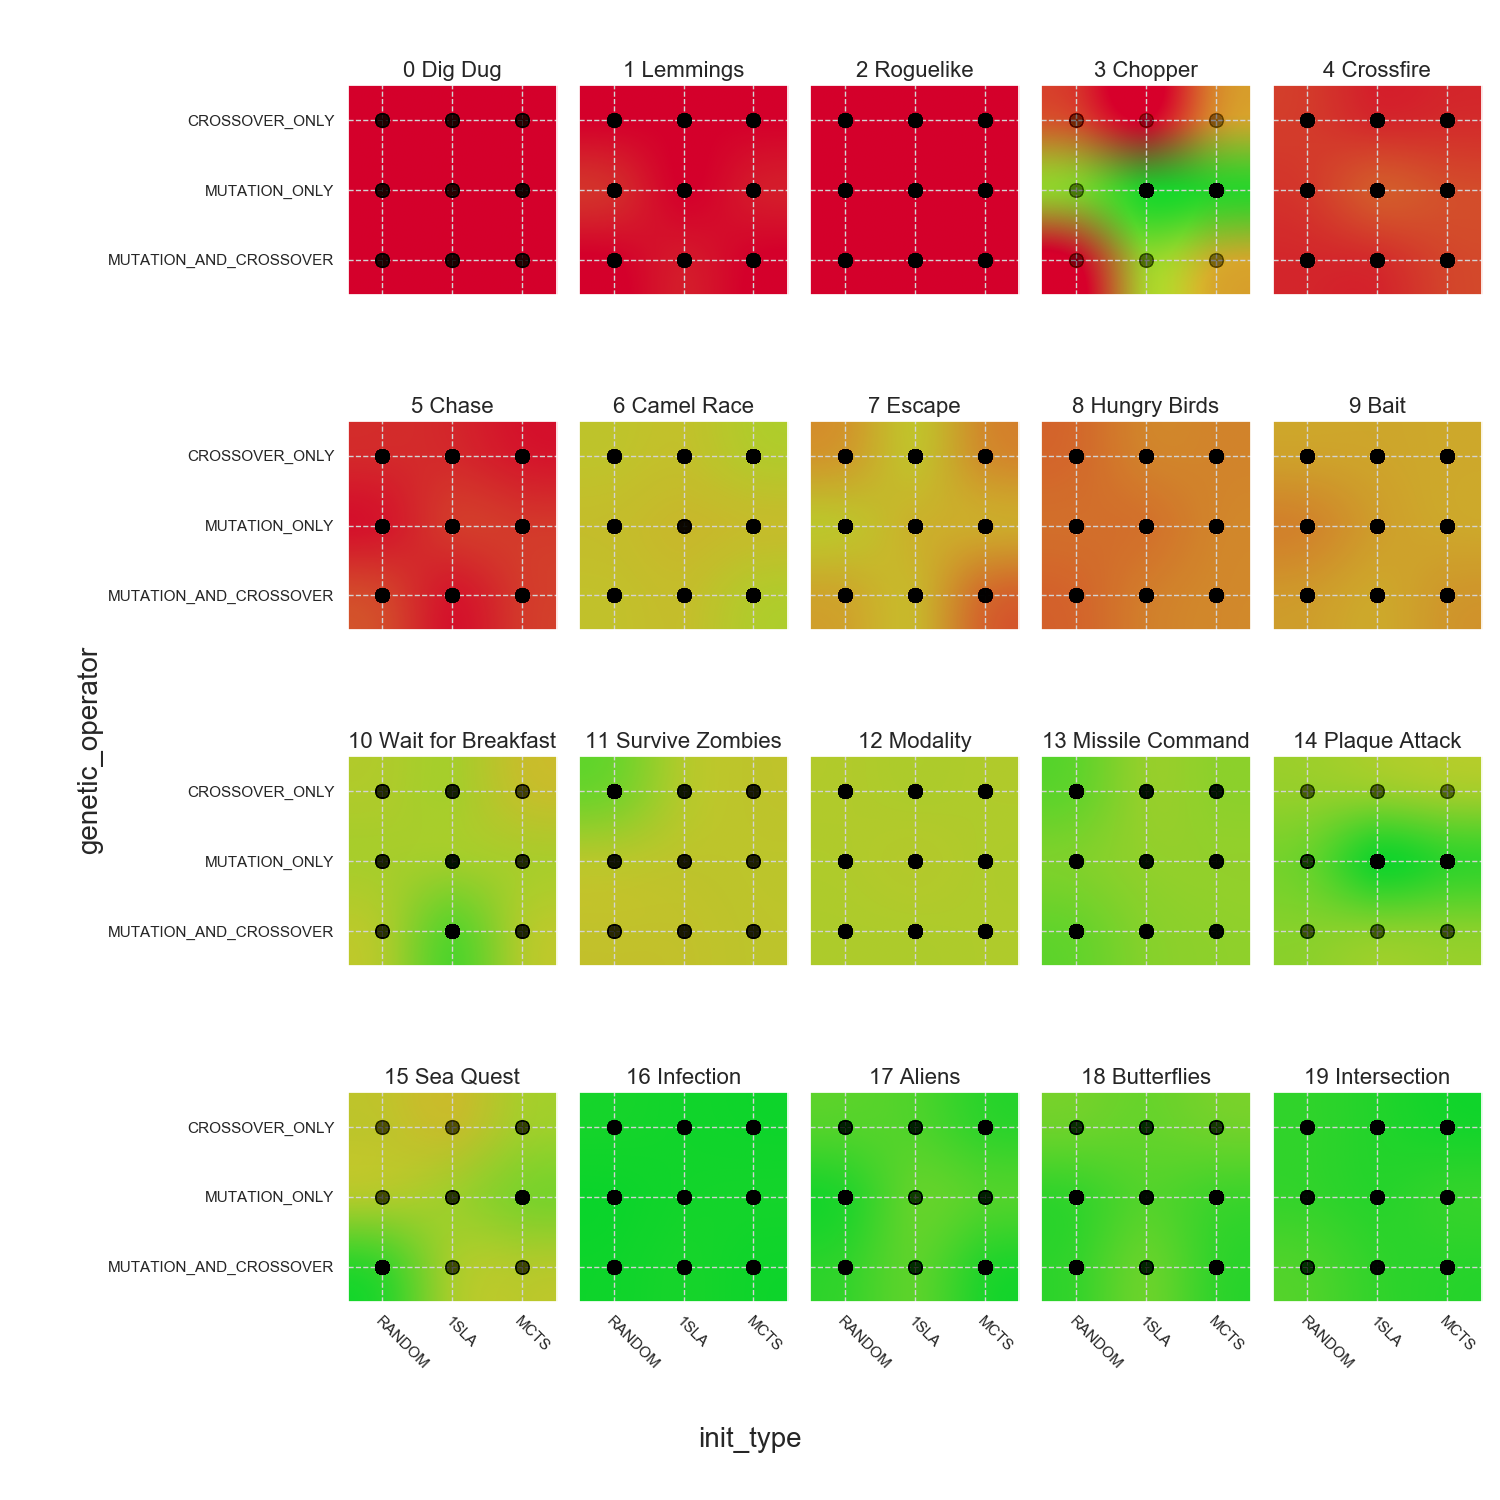 0 Dig Dug
1 Lemmings
2 Roguelike
3 Chopper
4 Crossfire
CROSSOVER_ONLY
MUTATION_ONLY
MUTATION_AND_CROSSOVER
5 Chase
6 Camel Race
7 Escape
8 Hungry Birds
9 Bait
CROSSOVER_ONLY
MUTATION_ONLY
MUTATION_AND_CROSSOVER
genetic_operator
10 Wait for Breakfast
11 Survive Zombies
12 Modality
13 Missile Command
14 Plaque Attack
CROSSOVER_ONLY
MUTATION_ONLY
MUTATION_AND_CROSSOVER
15 Sea Quest
16 Infection
17 Aliens
18 Butterflies
19 Intersection
CROSSOVER_ONLY
MUTATION_ONLY
MUTATION_AND_CROSSOVER
RANDOM
1SLA
MCTS
RANDOM
1SLA
MCTS
RANDOM
1SLA
MCTS
RANDOM
1SLA
MCTS
RANDOM
1SLA
MCTS
init_type